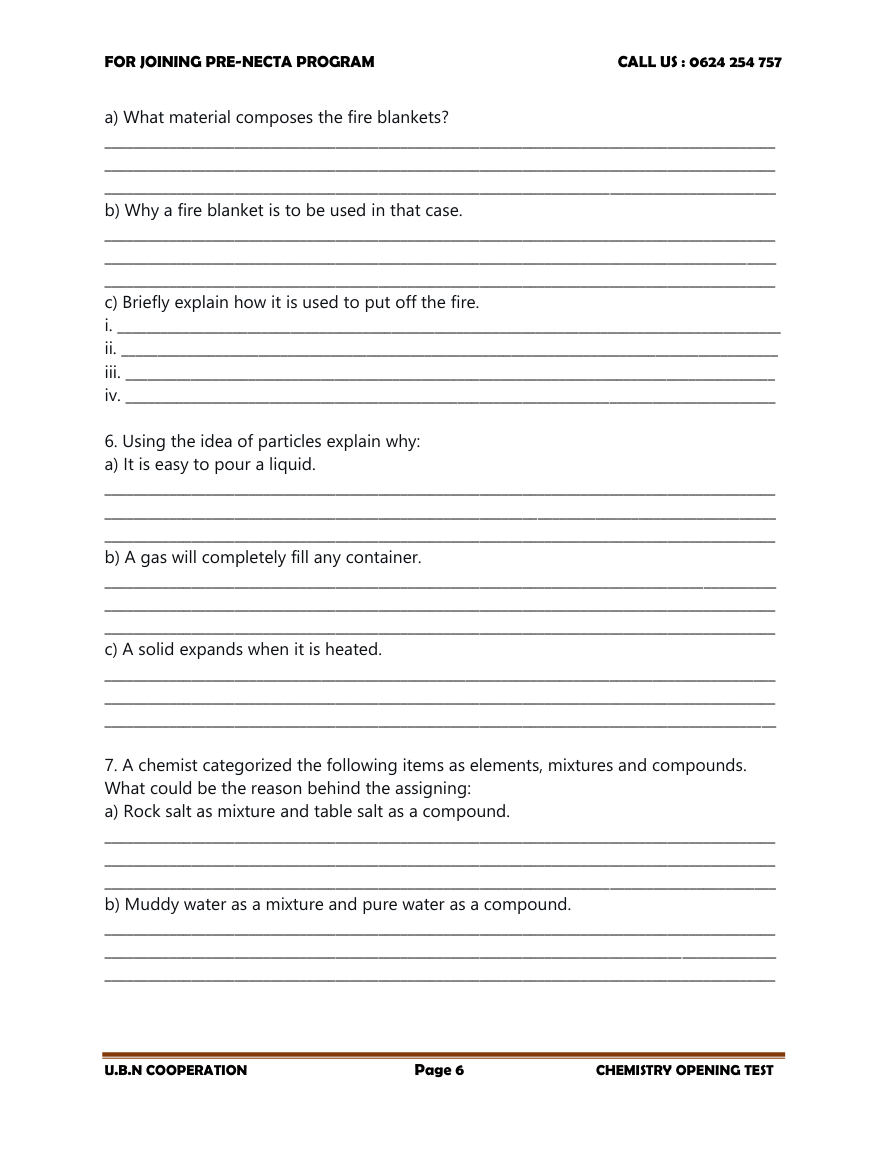 FOR JOINING PRE-NECTA PROGRAM CALL US : 0624 254 757
a) What material composes the fire blankets?
b) Why a fire blanket is to be used in that case.
c) Briefly explain how it is used to put off the fire.
i.
ii.
iii.
iv.
6. Using the idea of particles explain why:
a) It is easy to pour a liquid.
b) A gas will completely fill any container.
c) A solid expands when it is heated.
7. A chemist categorized the following items as elements, mixtures and compounds.
What could be the reason behind the assigning:
a) Rock salt as mixture and table salt as a compound.
b) Muddy water as a mixture and pure water as a compound.
U.B.N COOPERATION Page 6 CHEMISTRY OPENING TEST